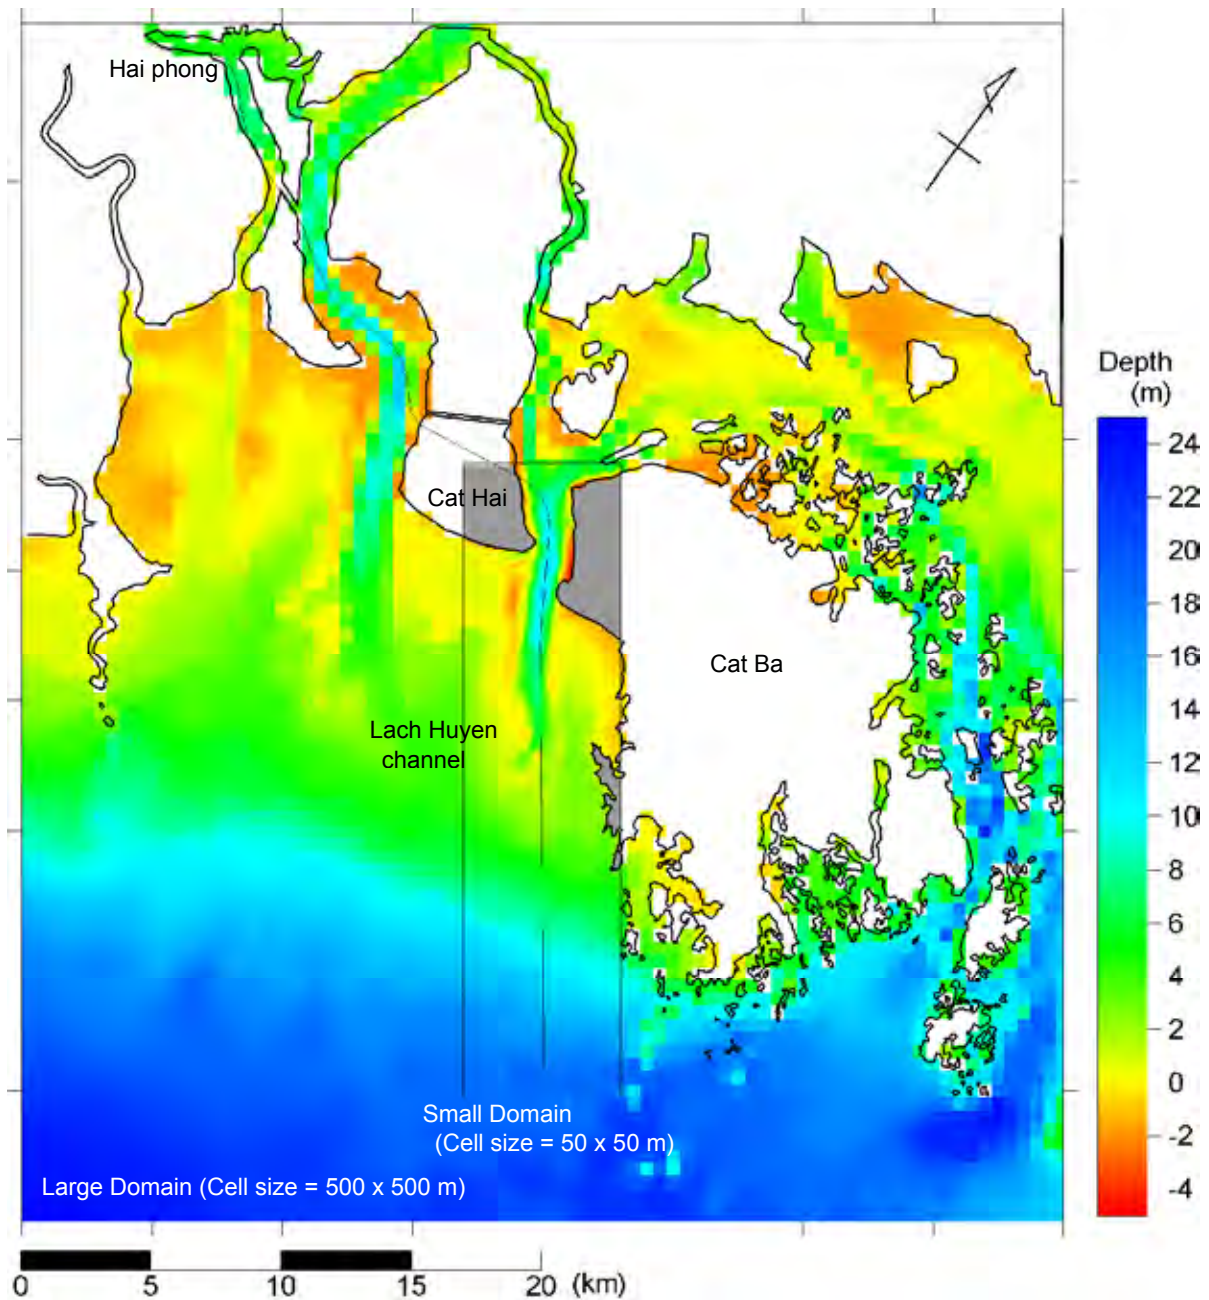 Hai phong
Depth
(m)
24
22
20
18
16
14
12
10
8
6
4
2
0
-2
-4
Cat Hai
Cat Ba
Lach Huyen
channel
Small Domain
(Cell size = 50 x 50 m)
Large Domain (Cell size = 500 x 500 m)
0 5 10 15 20 (km)